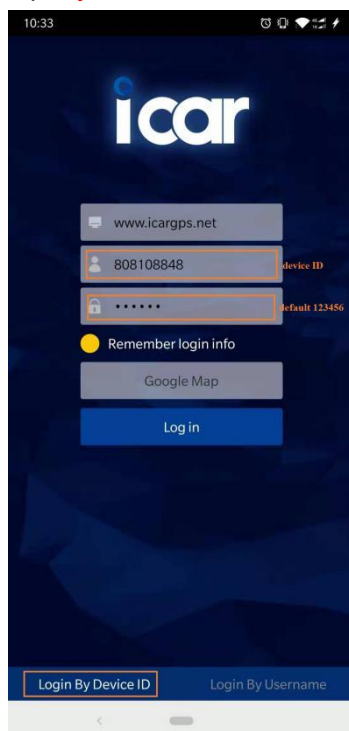 10:33
icar
www.icargps.net
808108848 device ID
•••••• default 123456
Remember login info
Google Map
Log in
Login By Device ID Login By Username